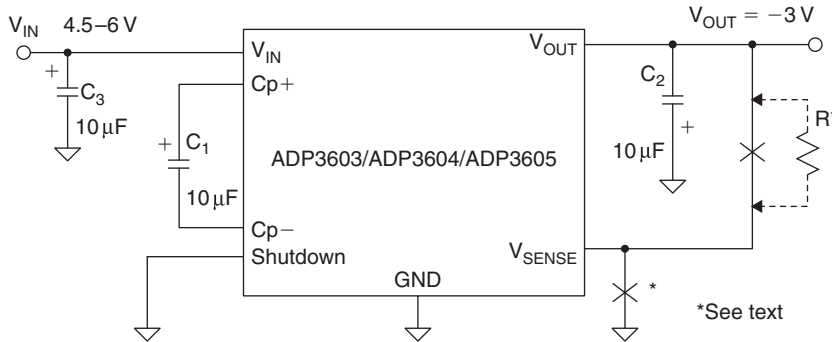 V_IN 4.5–6 V
V_OUT = −3 V
V_IN
V_OUT
Cp+
+
C_3
10 μF
+
C_1
10 μF
C_2
+
10 μF
R*
ADP3603/ADP3604/ADP3605
Cp−
Shutdown
V_SENSE
GND
*
*See text